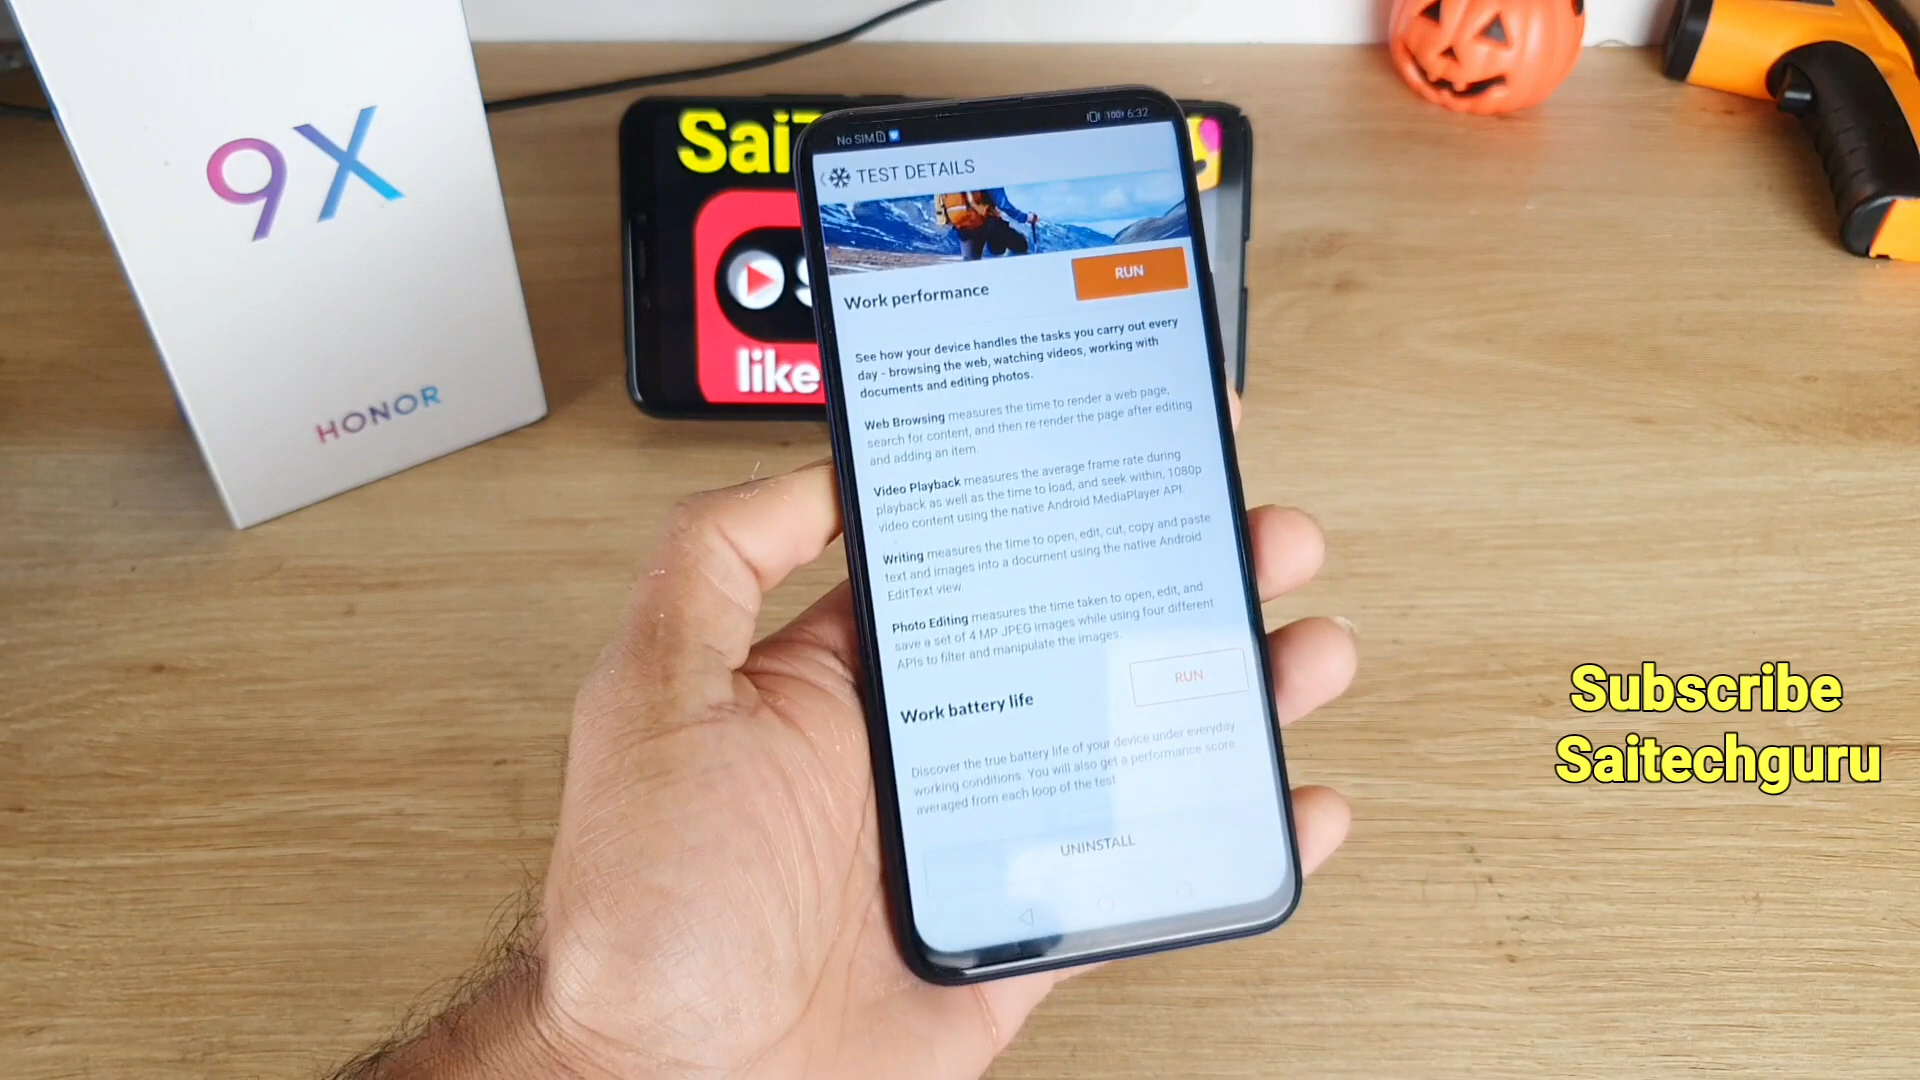 9X
HONOR
Sai
like
No SIM
100 6:32
TEST DETAILS
RUN
Work performance
See how your device handles the tasks you carry out every
day - browsing the web, watching videos, working with
documents and editing photos.
Web Browsing measures the time to render a web page,
search for content, and then re-render the page after editing
and adding an item.
Video Playback measures the average frame rate during
playback as well as the time to load, and seek within, 1080p
video content using the native Android MediaPlayer API.
Writing measures the time to open, edit, cut, copy and paste
text and images into a document using the native Android
EditText view.
Photo Editing measures the time taken to open, edit, and
save a set of 4 MP JPEG images while using four different
APIs to filter and manipulate the images.
RUN
Work battery life
Discover the true battery life of your device under everyday
working conditions. You will also get a performance score
averaged from each loop of the test.
UNINSTALL
Subscribe
Saitechguru